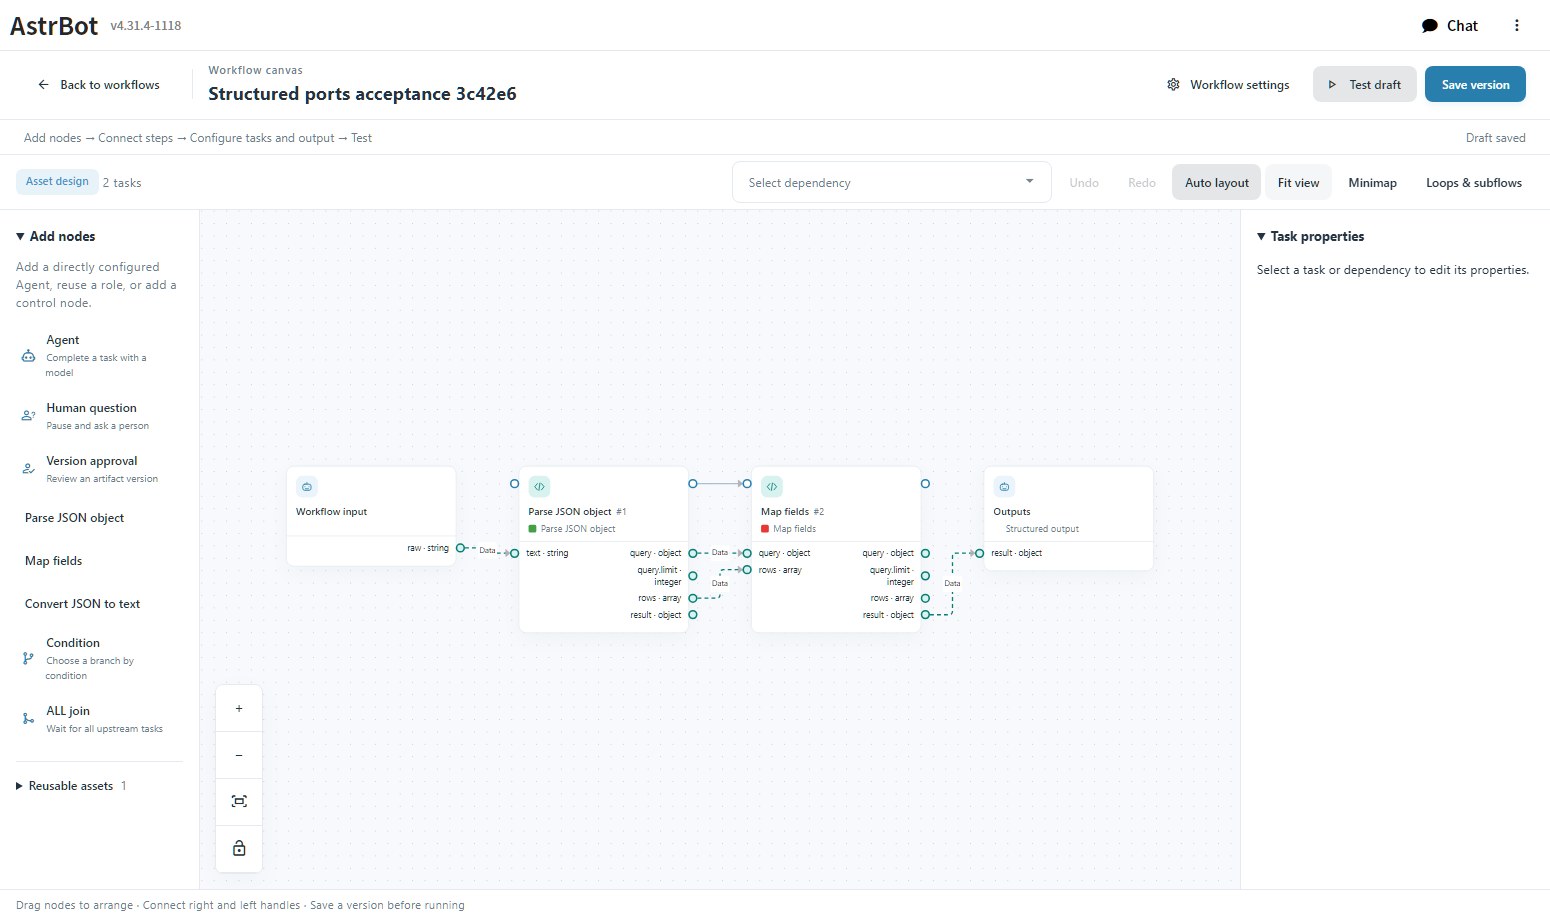 AstrBot v4.31.4-1118
Chat
Back to workflows
Workflow canvas
Structured ports acceptance 3c42e6
Workflow settings
Test draft
Save version
Add nodes → Connect steps → Configure tasks and output → Test
Draft saved
Asset design 2 tasks
Select dependency
Undo
Redo
Auto layout
Fit view
Minimap
Loops & subflows
Add nodes
Add a directly configured
Agent, reuse a role, or add a
control node.
Agent
Complete a task with a
model
Human question
Pause and ask a person
Version approval
Review an artifact version
Parse JSON object
Map fields
Convert JSON to text
Condition
Choose a branch by
condition
ALL join
Wait for all upstream tasks
Reusable assets 1
Workflow input
raw · string
Data
Parse JSON object #1
Parse JSON object
text · string
query · object
query.limit ·
integer
rows · array
result · object
Data
Data
Map fields #2
Map fields
query · object
rows · array
query · object
query.limit ·
integer
rows · array
result · object
Data
Outputs
Structured output
result · object
+
−
Task properties
Select a task or dependency to edit its properties.
Drag nodes to arrange · Connect right and left handles · Save a version before running